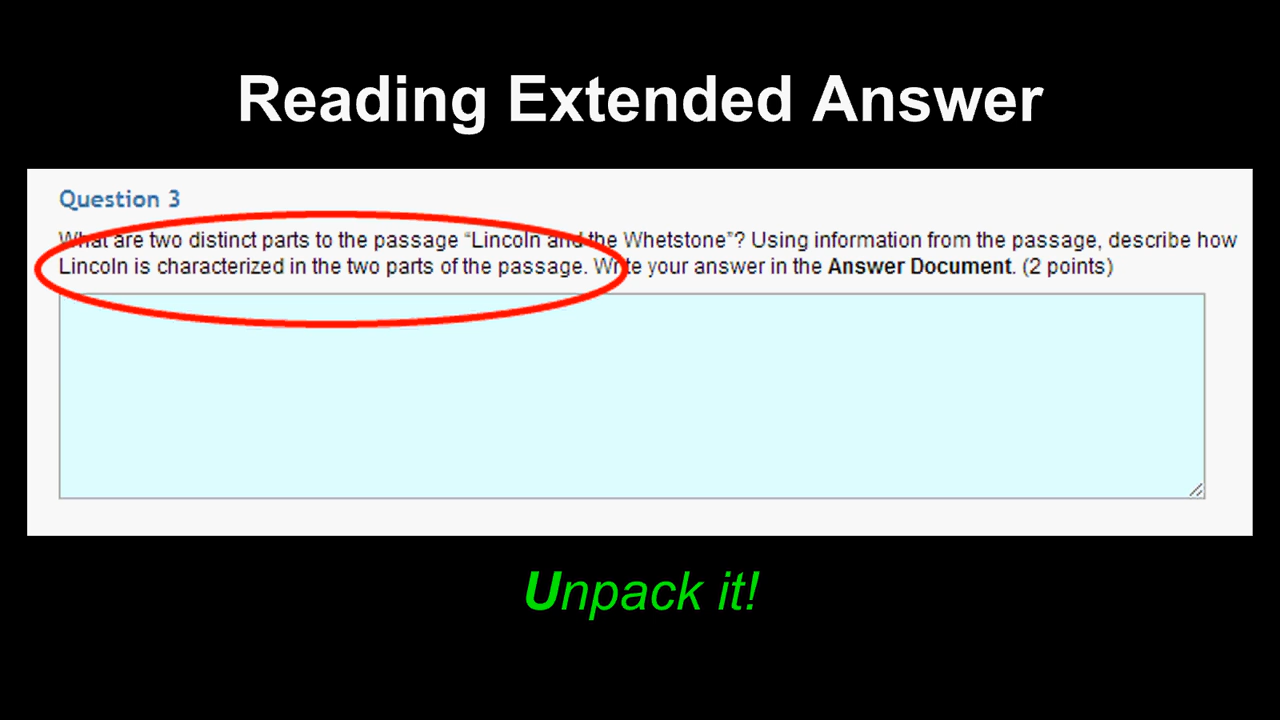 Reading Extended Answer
Question 3
What are two distinct parts to the passage “Lincoln and the Whetstone”? Using information from the passage, describe how
Lincoln is characterized in the two parts of the passage. Write your answer in the Answer Document. (2 points)
Unpack it!